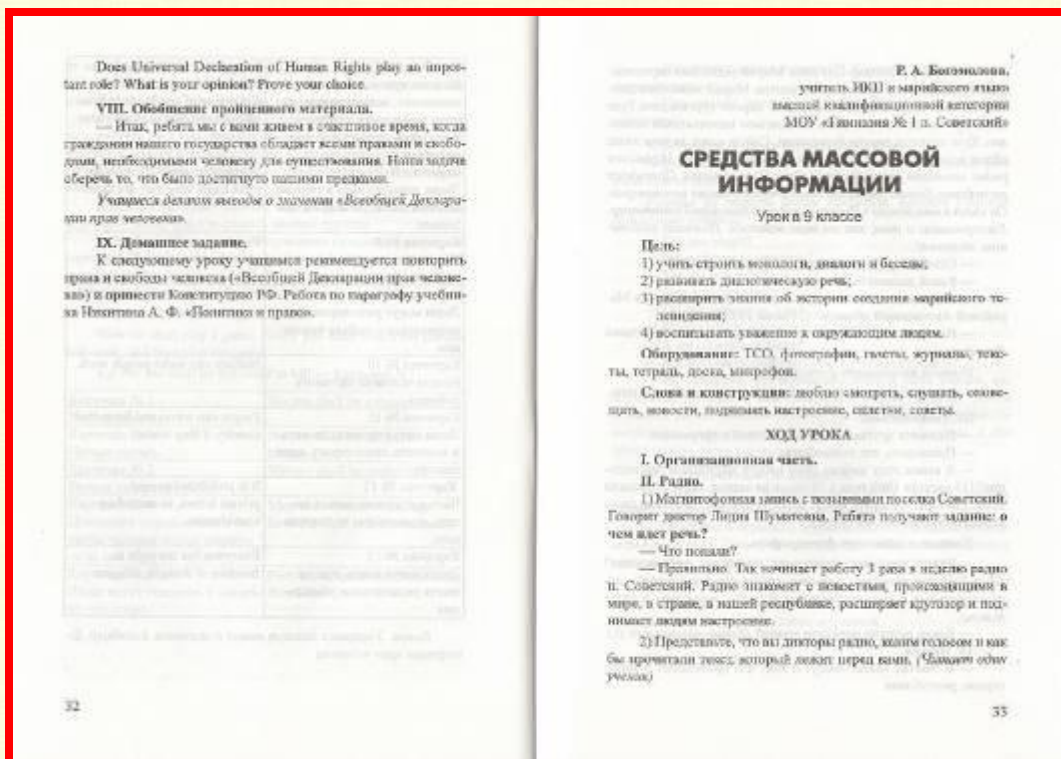 Does Universal Declaration of Human Rights play an impor-
tant role? What is your opinion? Prove your choice.
VIII. Обобщение пройденного материала.
— Итак, ребята мы с вами живем в счастливое время, когда
гражданин нашего государства обладает всеми правами и свобо-
дами, необходимыми человеку для существования. Наша задача
сберечь то, что было достигнуто нашими предками.
Учащиеся делают выводы о значении «Всеобщей Деклара-
ции прав человека».
IX. Домашнее задание.
К следующему уроку учащимся рекомендуется повторить
права и свободы человека («Всеобщей Декларации прав челове-
ка») и принести Конституцию РФ. Работа по параграфу учебни-
ка Никитина А. Ф. «Политика и право».
32
Р. А. Богомолова,
учитель ИКН и марийского языка
высшей квалификационной категории
МОУ «Гимназия № 1 п. Советский»
СРЕДСТВА МАССОВОЙ
ИНФОРМАЦИИ
Урок в 9 классе
Цель:
1) учить строить монологи, диалоги и беседы;
2) развивать диалогическую речь;
3) расширить знания об истории создания марийского те-
левидения;
4) воспитывать уважение к окружающим людям.
Оборудование: ТСО, фотографии, газеты, журналы, текс-
ты, тетрадь, доска, микрофон.
Слова и конструкции: люблю смотреть, слушать, опове-
щать, новости, поднимать настроение, сплетни, советы.
ХОД УРОКА
I. Организационная часть.
II. Радио.
1) Магнитофонная запись с позывными поселка Советский.
Говорит диктор Лидия Шуматовна. Ребята получают задание: о
чем идет речь?
— Что поняли?
— Правильно. Так начинает работу 3 раза в неделю радио
п. Советский. Радио знакомит с новостями, происходящими в
мире, в стране, в нашей республике, расширяет кругозор и под-
нимает людям настроение.
2) Представьте, что вы дикторы радио, каким голосом и как
бы прочитали текст, который лежит перед вами. (Читает один
ученик)
33